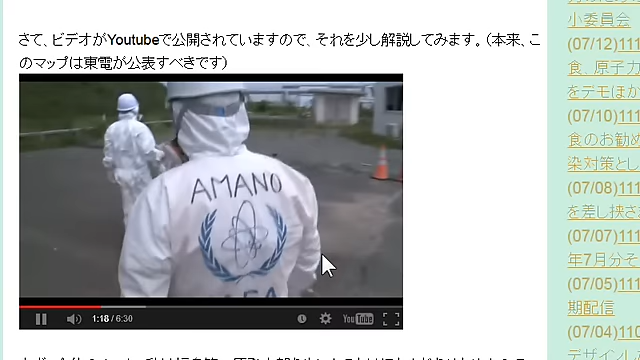 さて、ビデオがYoutubeで公開されていますので、それを少し解説してみます。（本来、こ
のマップは東電が公表すべきです）
AMANO
1:18 / 6:30
YouTube
小委員会
(07/12)111
食、原子力
をデモほか
(07/10)111
食のお勧め
染対策とし
(07/08)111
を差し挟さ
(07/07)111
年7月分そ
(07/05)111
期配信
(07/04)110